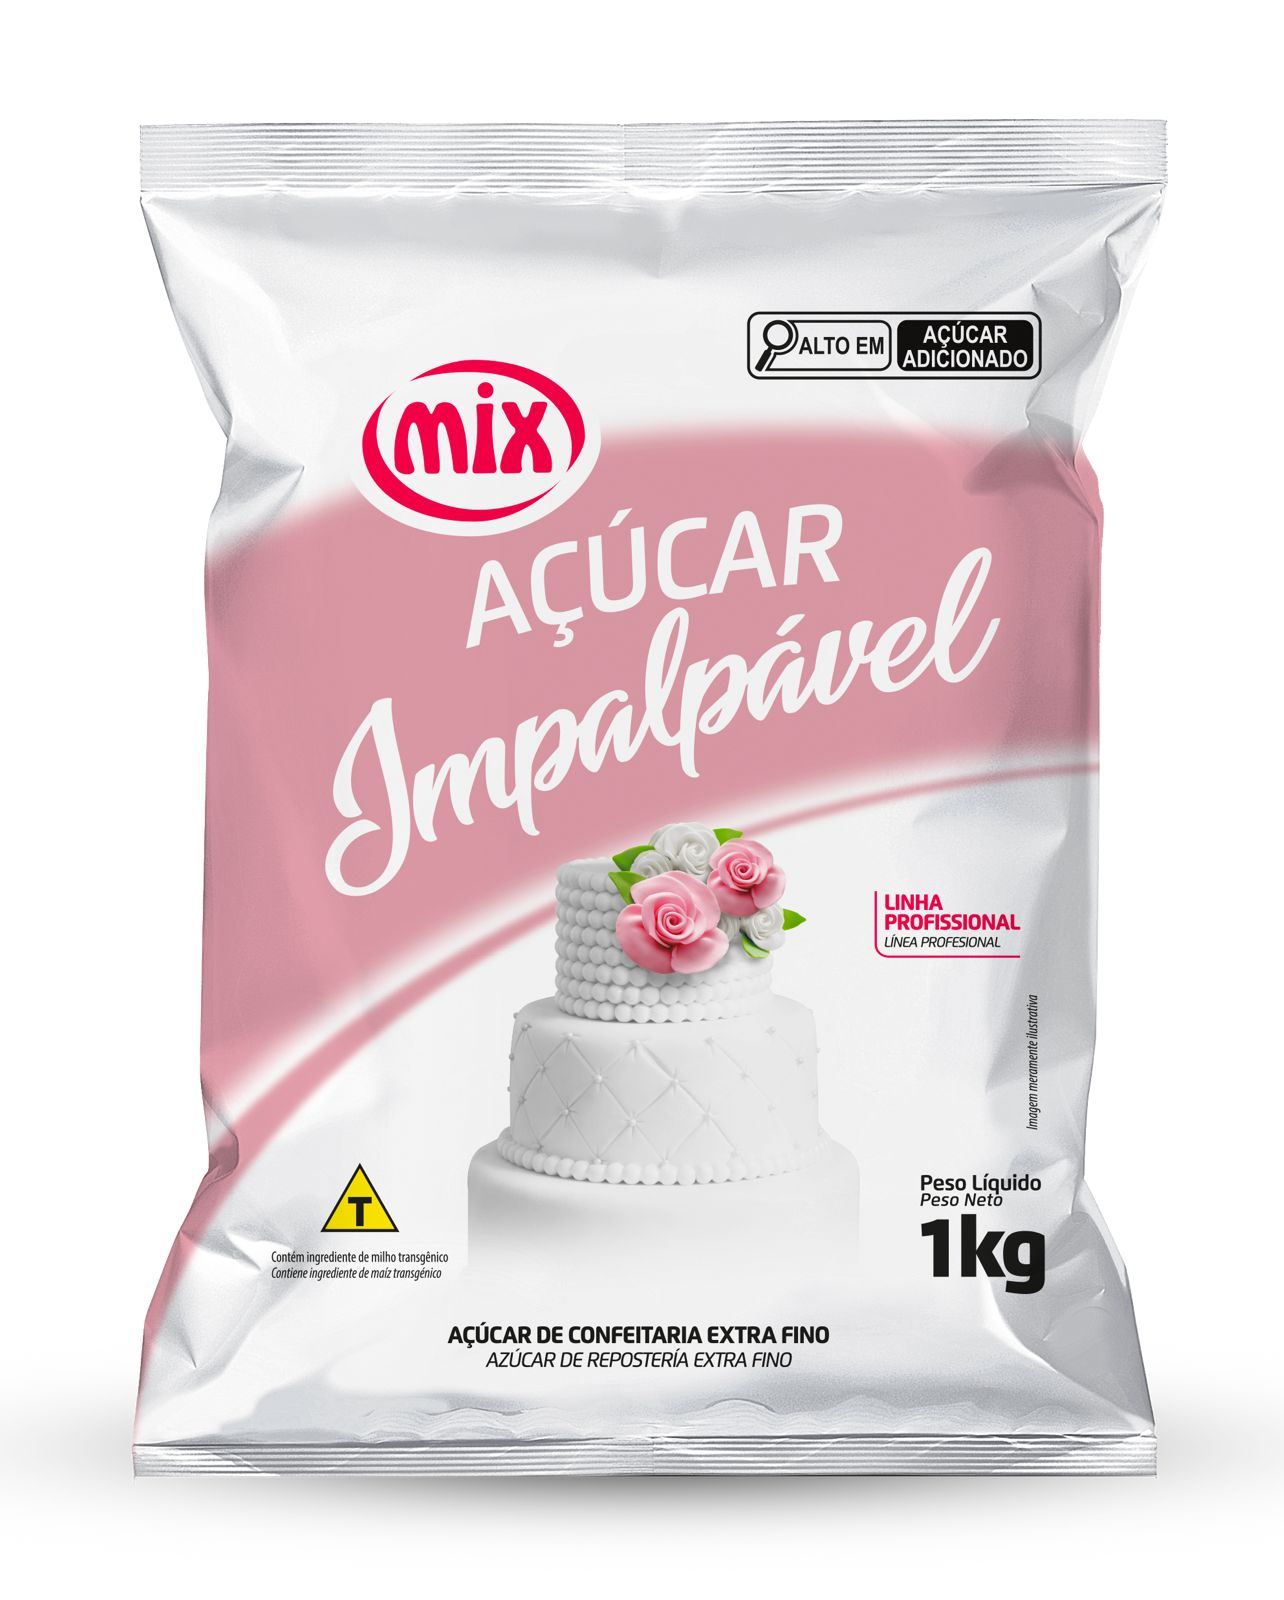 ALTO EM
AÇÚCAR
ADICIONADO
mix
AÇÚCAR
Impalpável
LINHA
PROFISSIONAL
LÍNEA PROFESIONAL
Imagem meramente ilustrativa
Peso Líquido
Peso Neto
1kg
T
Contém ingrediente de milho transgênico
Contiene ingrediente de maíz transgénico
AÇÚCAR DE CONFEITARIA EXTRA FINO
AZÚCAR DE REPOSTERÍA EXTRA FINO